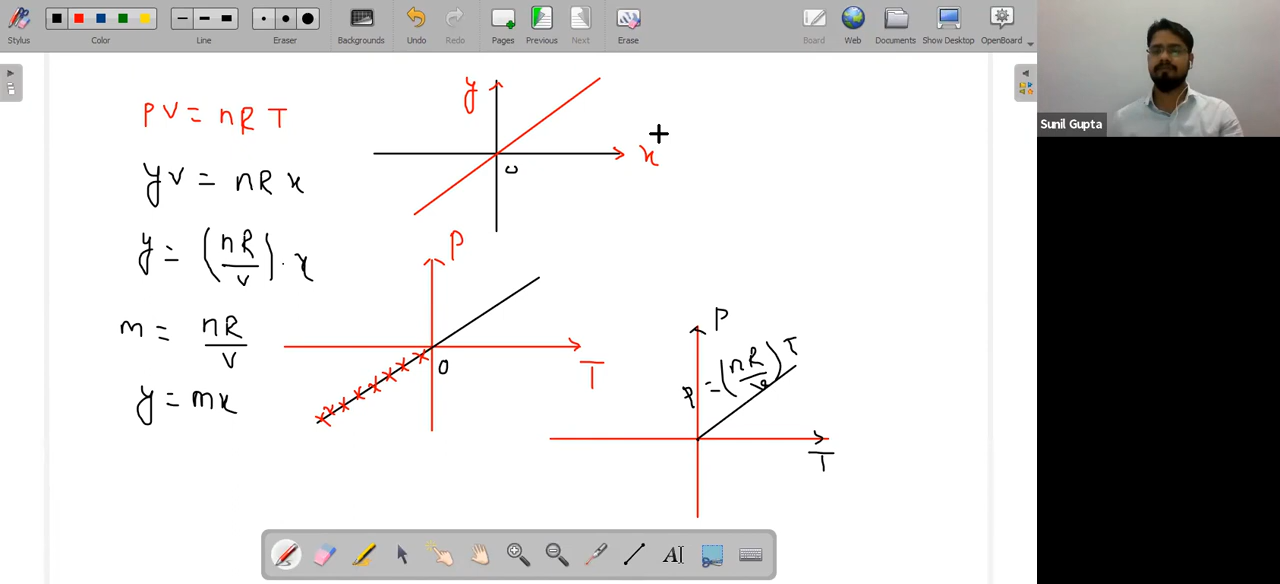 Stylus
Color
Line
Eraser
Backgrounds
Undo
Redo
Pages
Previous
Next
Erase
Board
Web
Documents
Show Desktop
OpenBoard
Sunil Gupta
PV = nRT
yV = nRx
y = (nR/V) . x
m = nR/V
y = mx
y
x
0
P
T
0
P
P = (nR/V) T
T
A